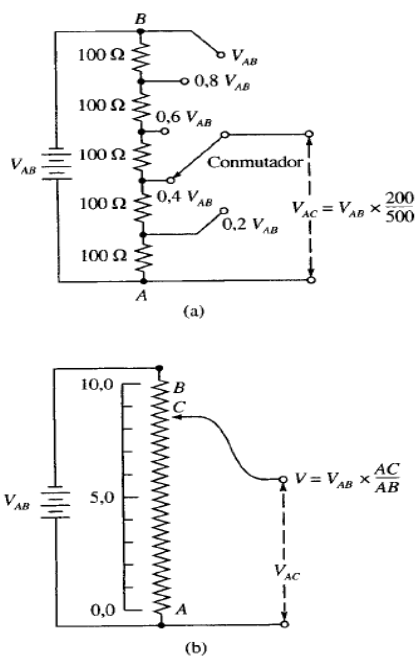 B
100 Ω
V_AB
0,8 V_AB
100 Ω
0,6 V_AB
100 Ω
Conmutador
V_AB
100 Ω
0,4 V_AB
V_AC = V_AB × 200/500
0,2 V_AB
100 Ω
A
(a)
10,0
B
C
V = V_AB × AC/AB
V_AB
5,0
V_AC
0,0
A
(b)